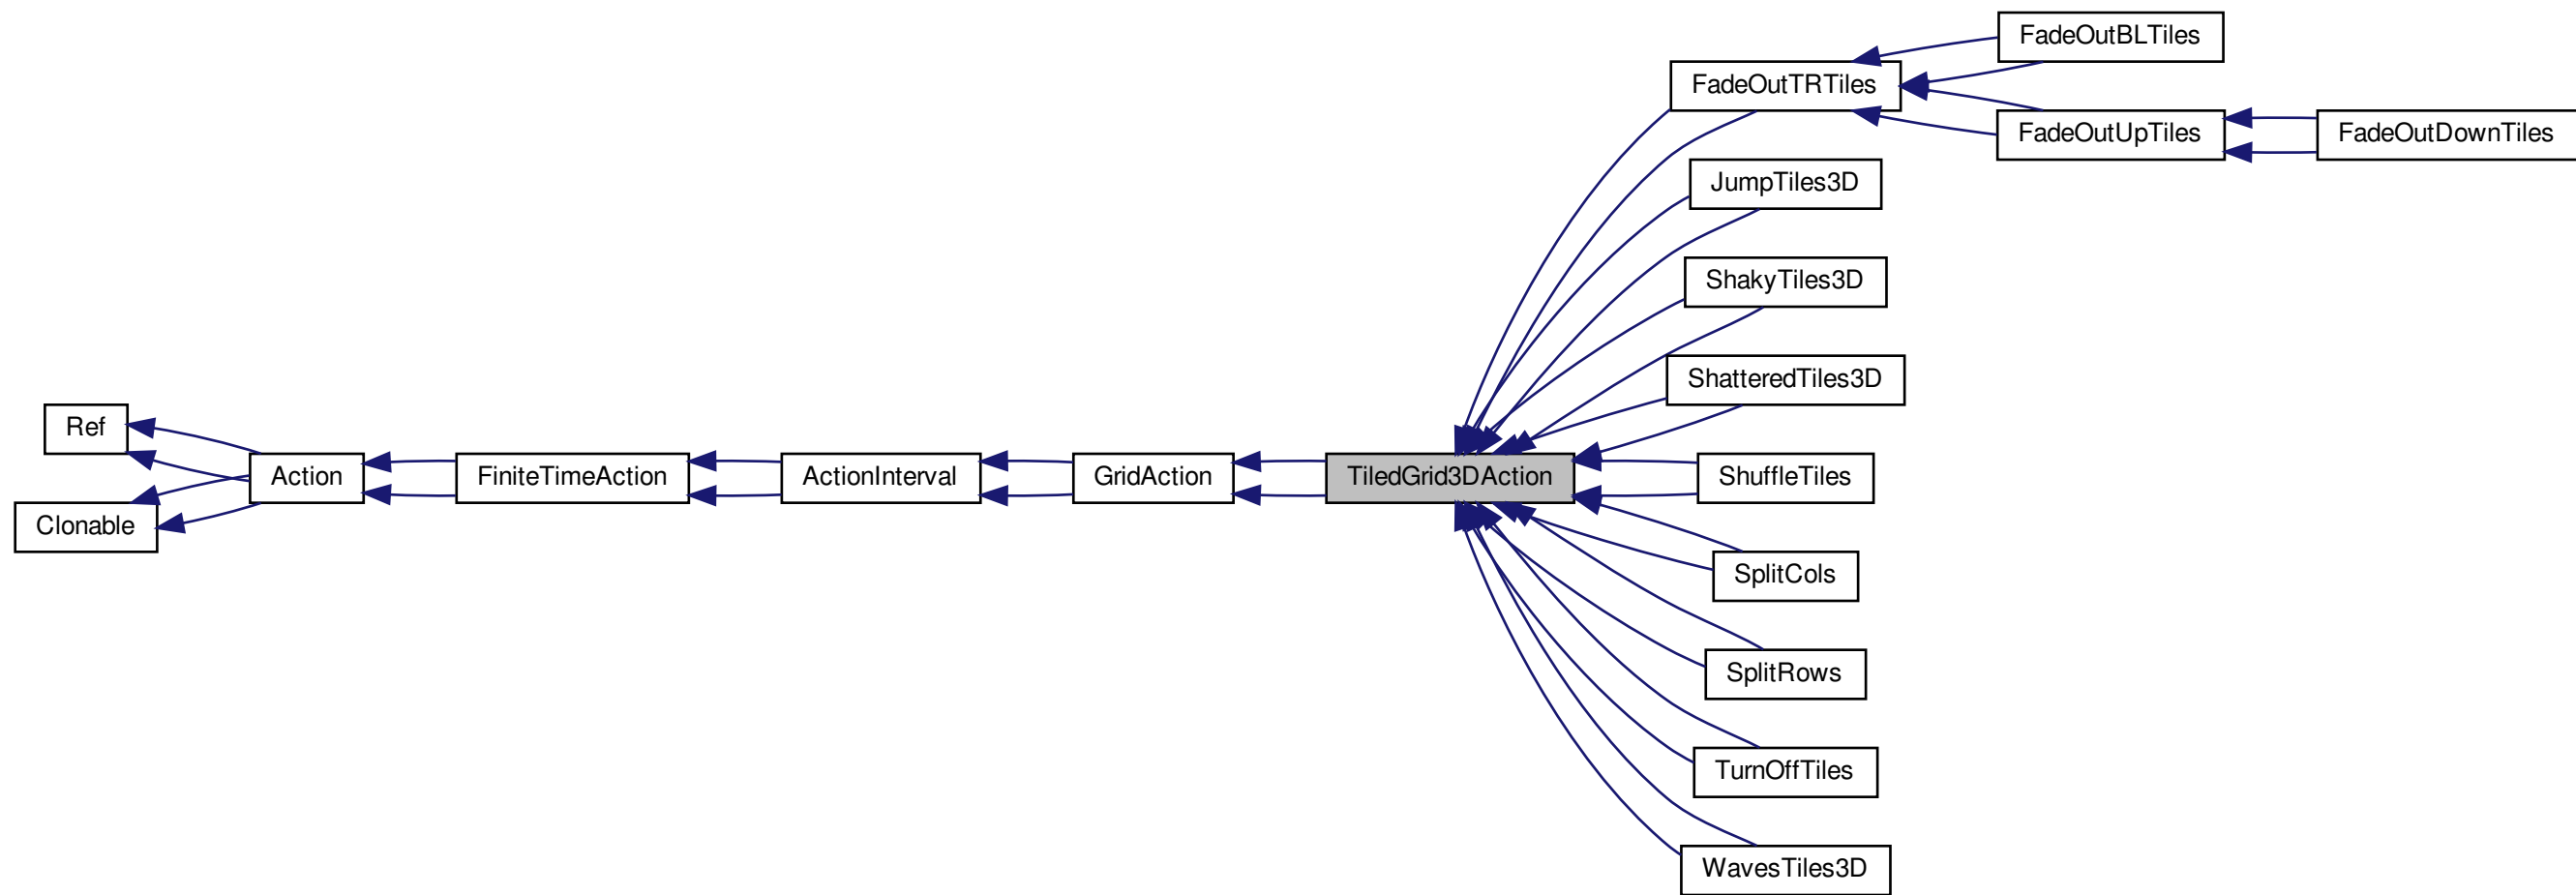 Ref
Clonable
Action
FiniteTimeAction
ActionInterval
GridAction
TiledGrid3DAction
FadeOutTRTiles
FadeOutBLTiles
FadeOutUpTiles
FadeOutDownTiles
JumpTiles3D
ShakyTiles3D
ShatteredTiles3D
ShuffleTiles
SplitCols
SplitRows
TurnOffTiles
WavesTiles3D